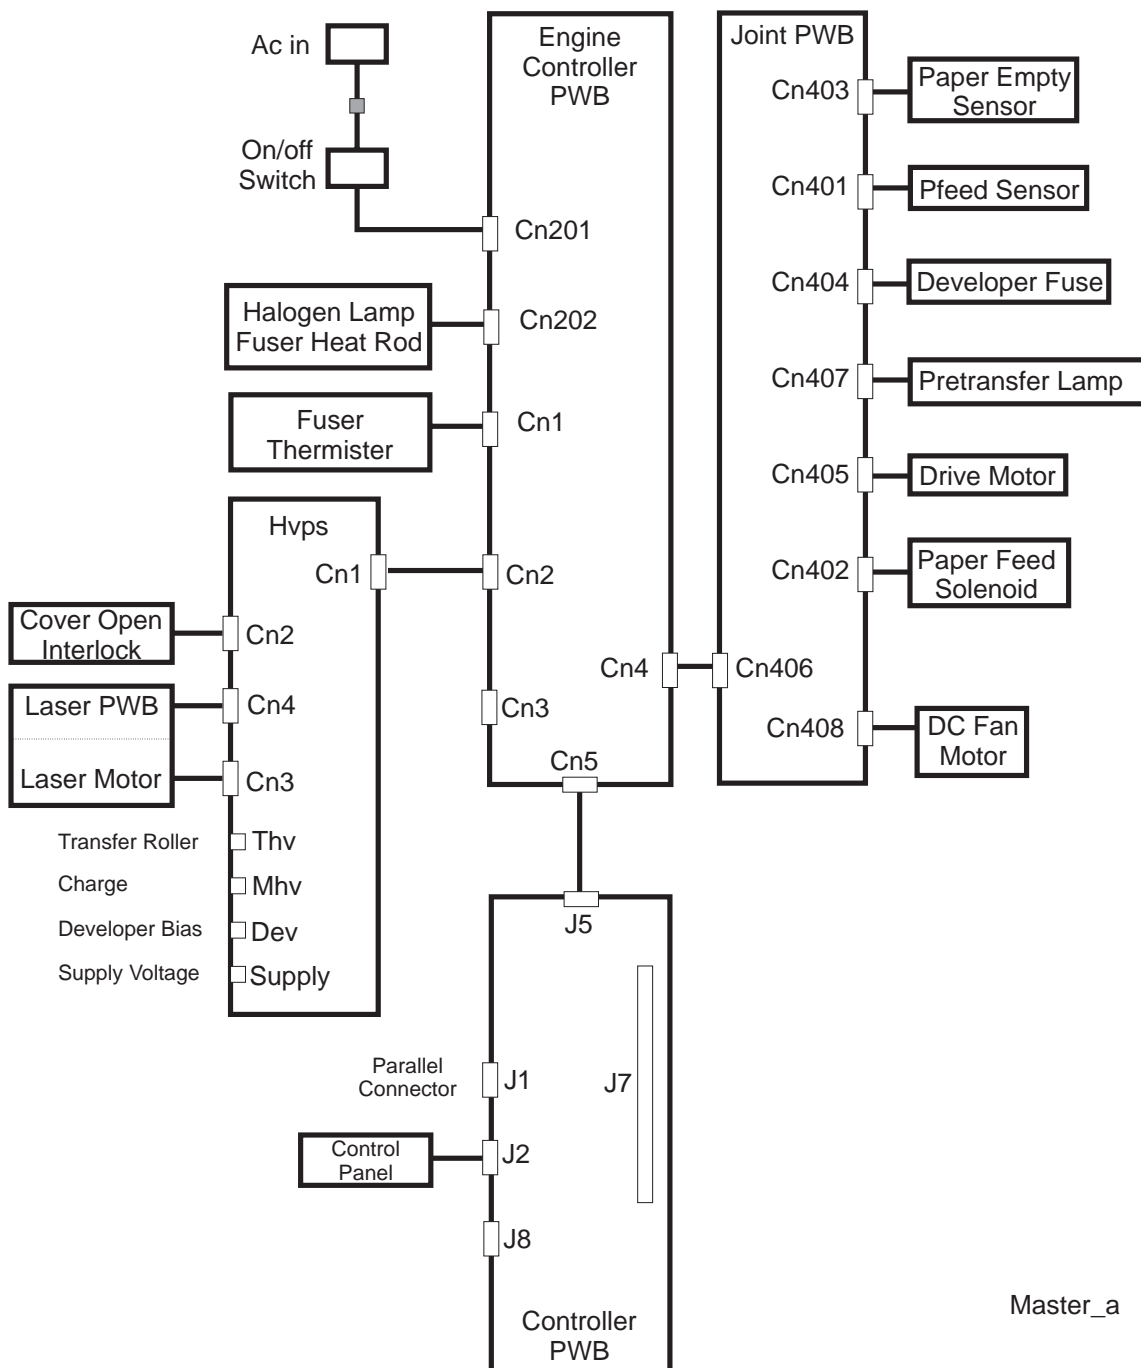 Ac in
On/off
Switch
Engine
Controller
PWB
Cn201
Halogen Lamp
Fuser Heat Rod
Cn202
Fuser
Thermister
Cn1
Hvps
Cn1
Cn2
Cover Open
Interlock
Cn2
Laser PWB
Cn4
Laser Motor
Cn3
Transfer Roller
Thv
Charge
Mhv
Developer Bias
Dev
Supply Voltage
Supply
Cn3
Cn4
Cn5
Joint PWB
Cn403
Paper Empty
Sensor
Cn401
Pfeed Sensor
Cn404
Developer Fuse
Cn407
Pretransfer Lamp
Cn405
Drive Motor
Cn402
Paper Feed
Solenoid
Cn406
Cn408
DC Fan
Motor
J5
Parallel
Connector
J1
J7
Control
Panel
J2
J8
Controller
PWB
Master_a